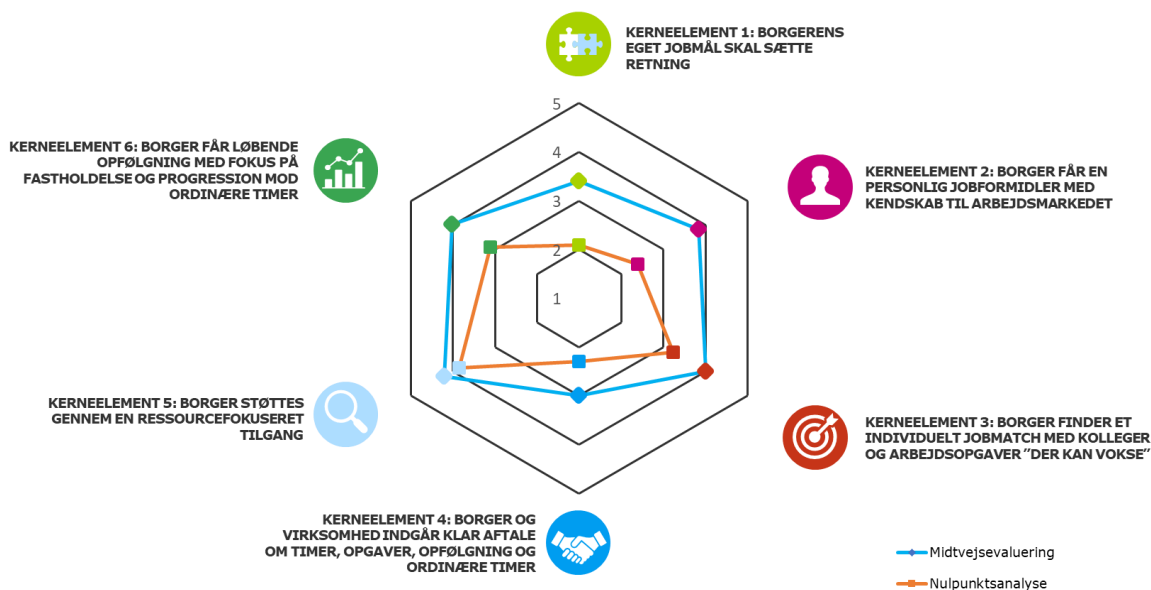 KERNEELEMENT 1: BORGERENS
EGET JOBMÅL SKAL SÆTTE
RETNING
5
4
3
2
1
KERNEELEMENT 6: BORGER FÅR LØBENDE
OPFØLGNING MED FOKUS PÅ
FASTHOLDELSE OG PROGRESSION MOD
ORDINÆRE TIMER
KERNEELEMENT 2: BORGER FÅR EN
PERSONLIG JOBFORMIDLER MED
KENDSKAB TIL ARBEJDSMARKEDET
KERNEELEMENT 5: BORGER STØTTES
GENNEM EN RESSOURCEFOKUSERET
TILGANG
KERNEELEMENT 3: BORGER FINDER ET
INDIVIDUELT JOBMATCH MED KOLLEGER
OG ARBEJDSOPGAVER ”DER KAN VOKSE”
KERNEELEMENT 4: BORGER OG
VIRKSOMHED INDGÅR KLAR AFTALE
OM TIMER, OPGAVER, OPFØLGNING OG
ORDINÆRE TIMER
Midtvejsevaluering
Nulpunktsanalyse